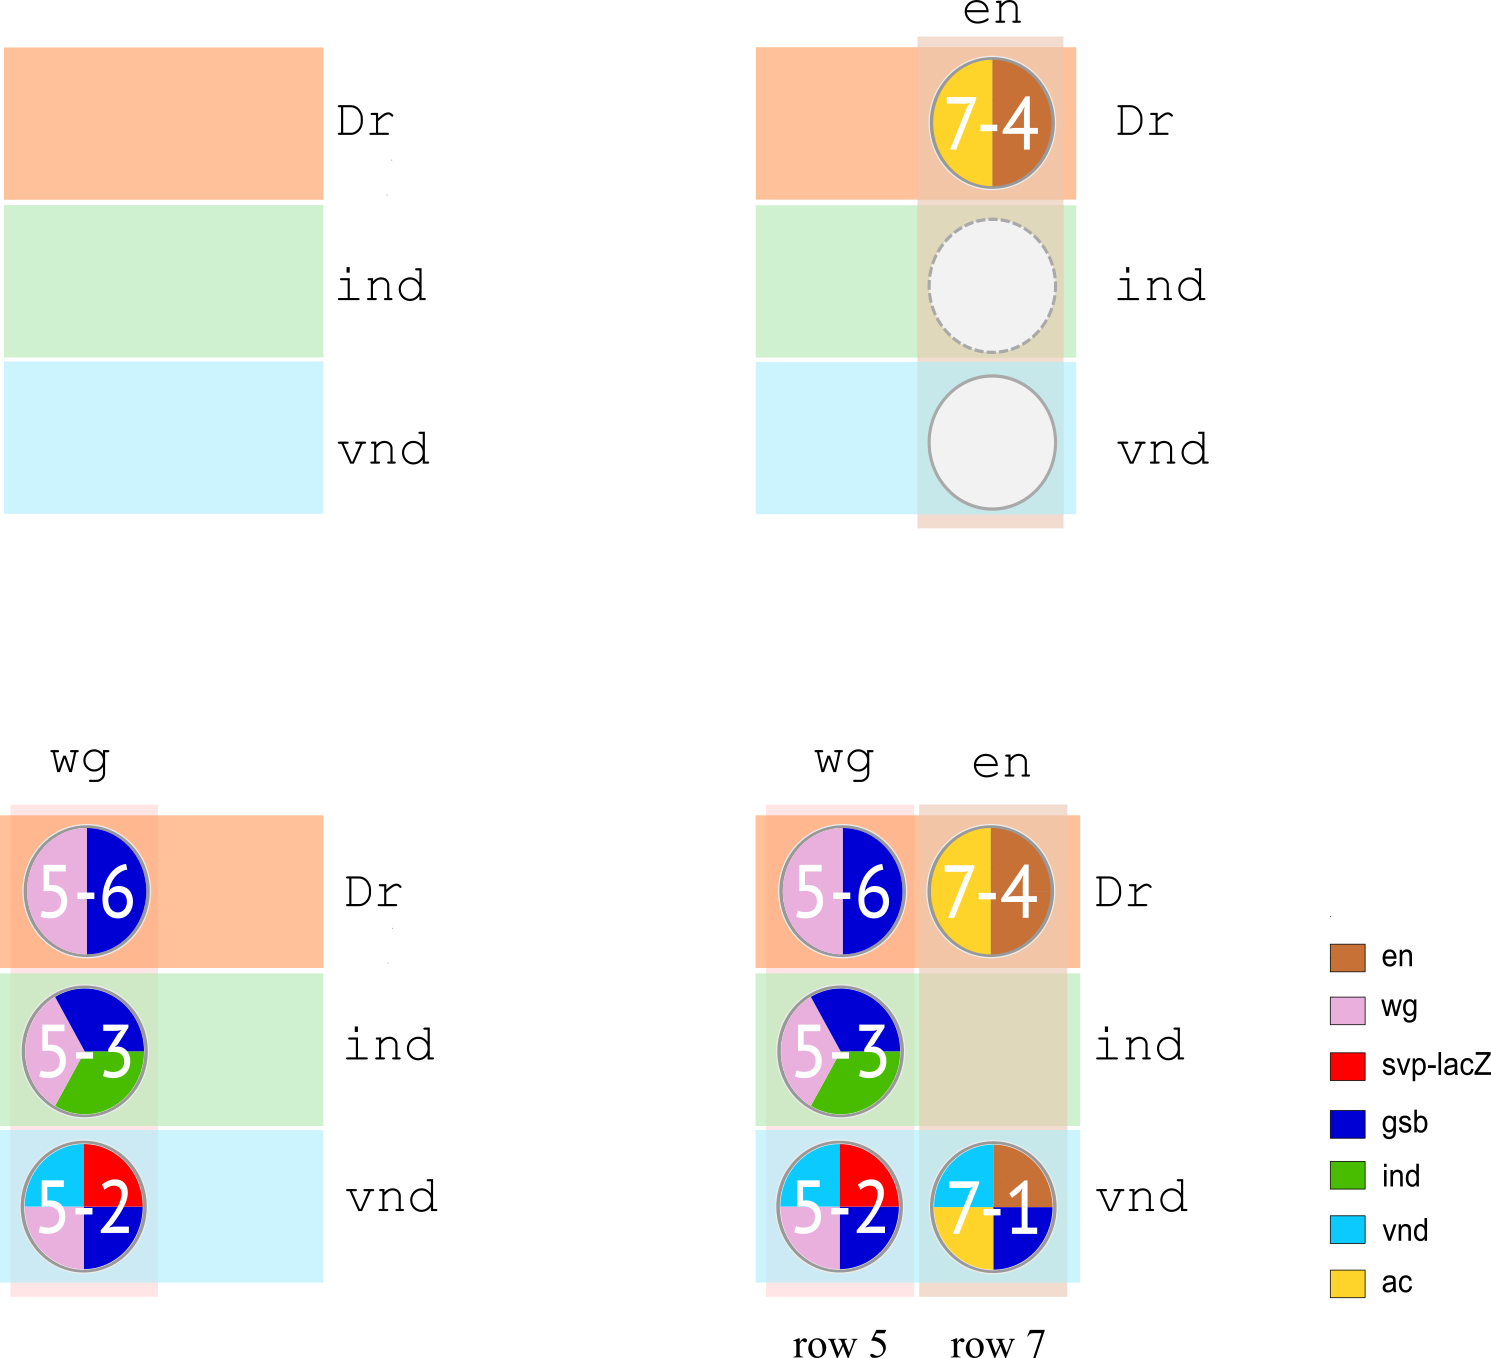 en
7-4
Dr
Dr
ind
ind
vnd
vnd
wg
wg
en
5-6
Dr
5-6
7-4
Dr
5-3
ind
5-3
ind
5-2
vnd
5-2
7-1
vnd
en
wg
svp-lacZ
gsb
ind
vnd
ac
row 5
row 7